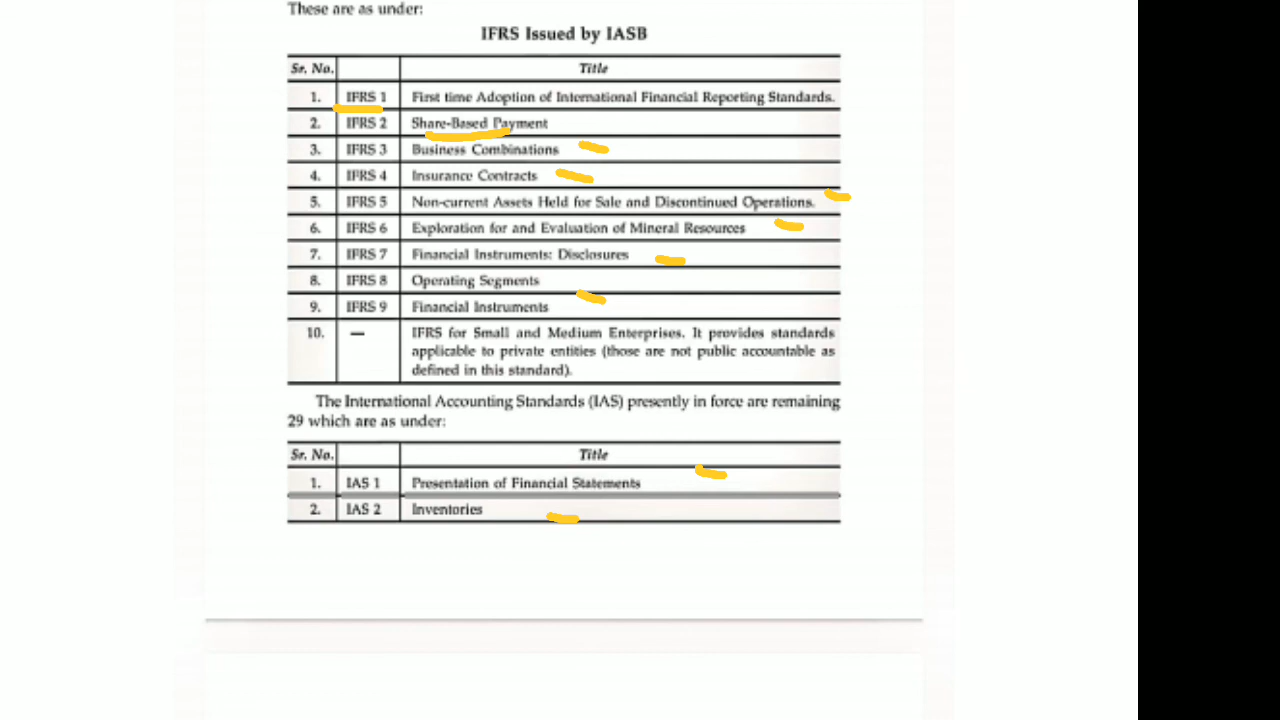 These are as under:
IFRS Issued by IASB
Sr. No. Title
1. IFRS 1 First time Adoption of International Financial Reporting Standards.
2. IFRS 2 Share-Based Payment
3. IFRS 3 Business Combinations
4. IFRS 4 Insurance Contracts
5. IFRS 5 Non-current Assets Held for Sale and Discontinued Operations.
6. IFRS 6 Exploration for and Evaluation of Mineral Resources
7. IFRS 7 Financial Instruments: Disclosures
8. IFRS 8 Operating Segments
9. IFRS 9 Financial Instruments
10. — IFRS for Small and Medium Enterprises. It provides standards
applicable to private entities (those are not public accountable as
defined in this standard).
The International Accounting Standards (IAS) presently in force are remaining
29 which are as under:
Sr. No. Title
1. IAS 1 Presentation of Financial Statements
2. IAS 2 Inventories